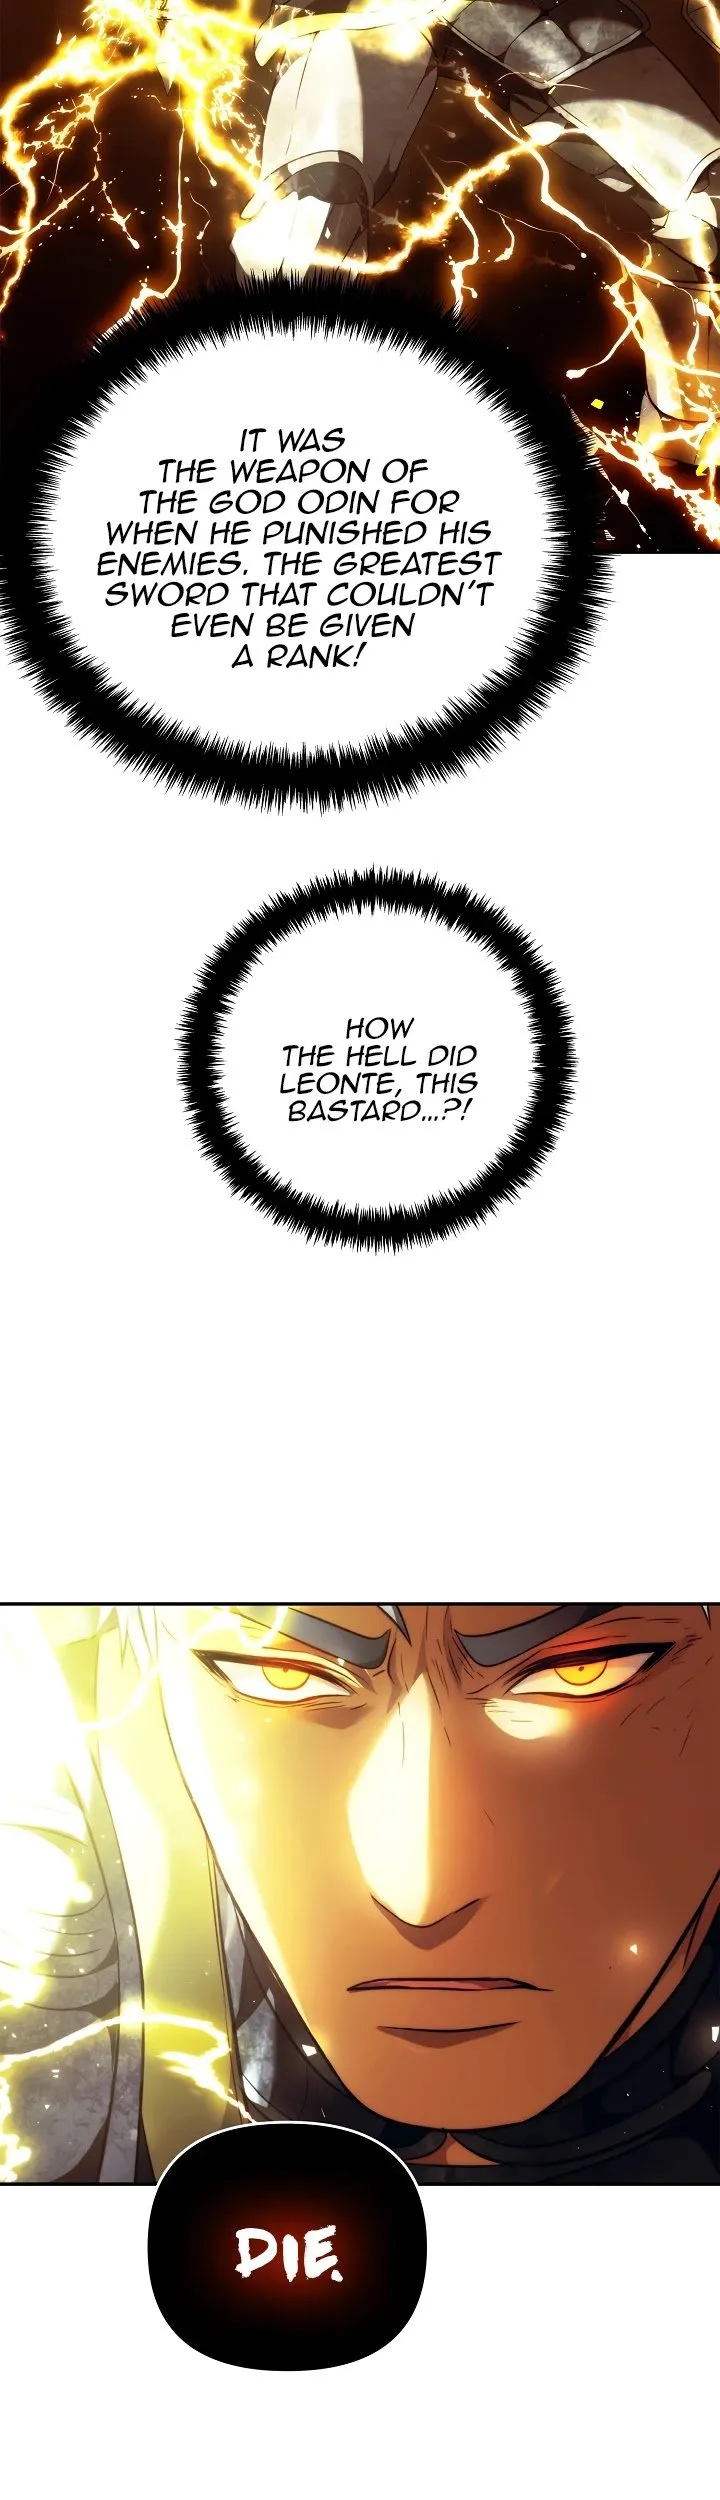 IT WAS
THE WEAPON OF
THE GOD ODIN FOR
WHEN HE PUNISHED HIS
ENEMIES. THE GREATEST
SWORD THAT COULDN'T
EVEN BE GIVEN
A RANK!
HOW
THE HELL DID
LEONTE, THIS
BASTARD...?!
DIE.